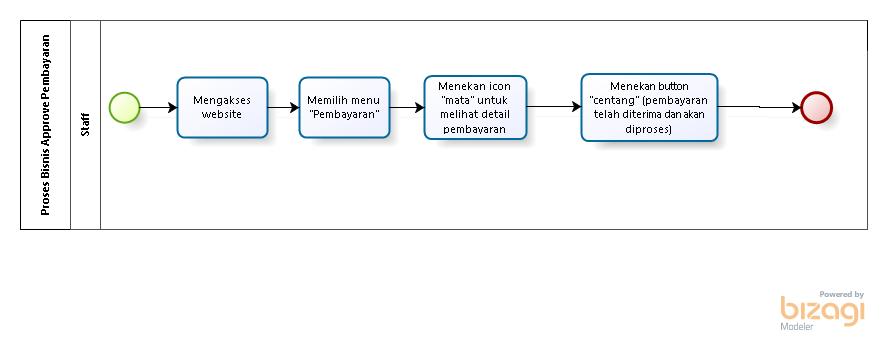 Proses Bisnis Approve Pembayaran
Staff
Mengakses
website
Memilih menu
"Pembayaran"
Menekan icon
"mata" untuk
melihat detail
pembayaran
Menekan button
"centang" (pembayaran
telah diterima dan akan
diproses)
Powered by
bizagi
Modeler